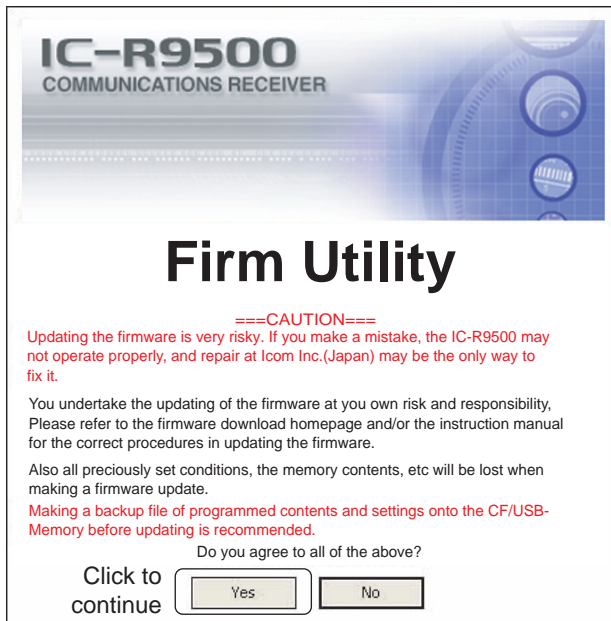 IC-R9500
COMMUNICATIONS RECEIVER
Firm Utility
===CAUTION===
Updating the firmware is very risky. If you make a mistake, the IC-R9500 may
not operate properly, and repair at Icom Inc.(Japan) may be the only way to
fix it.
You undertake the updating of the firmware at you own risk and responsibility,
Please refer to the firmware download homepage and/or the instruction manual
for the correct procedures in updating the firmware.
Also all preciously set conditions, the memory contents, etc will be lost when
making a firmware update.
Making a backup file of programmed contents and settings onto the CF/USB-
Memory before updating is recommended.
Do you agree to all of the above?
Click to
continue
Yes
No